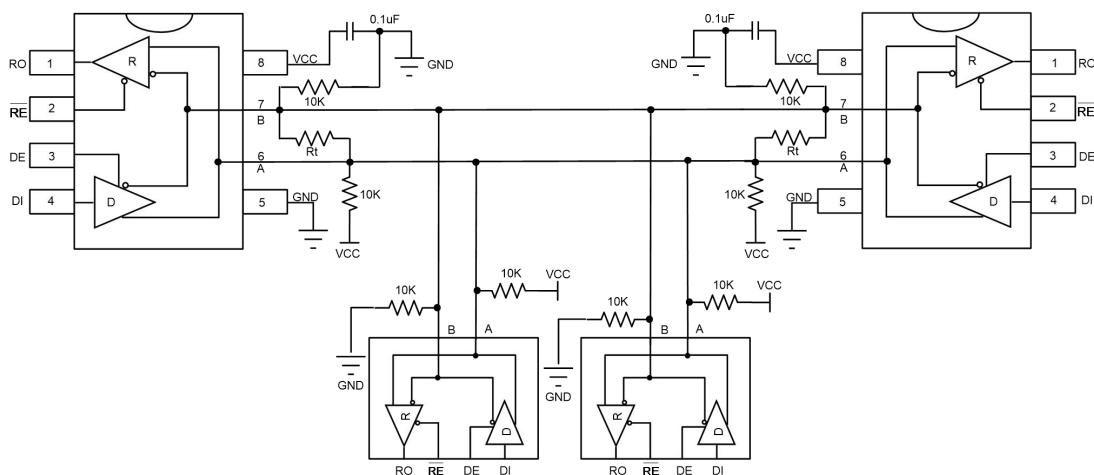 0.1uF
0.1uF
RO 1
R
8 VCC
GND
GND
VCC 8
R
1 RO
10K
10K
RE 2
7
B
7
B
2 RE
DE 3
Rt
Rt
3 DE
6
A
6
A
DI 4
D
5 GND
10K
10K
GND 5
D
4 DI
VCC
VCC
10K
VCC
10K
VCC
10K
10K
B A
B A
GND
GND
R
D
R
D
RO RE DE DI
RO RE DE DI